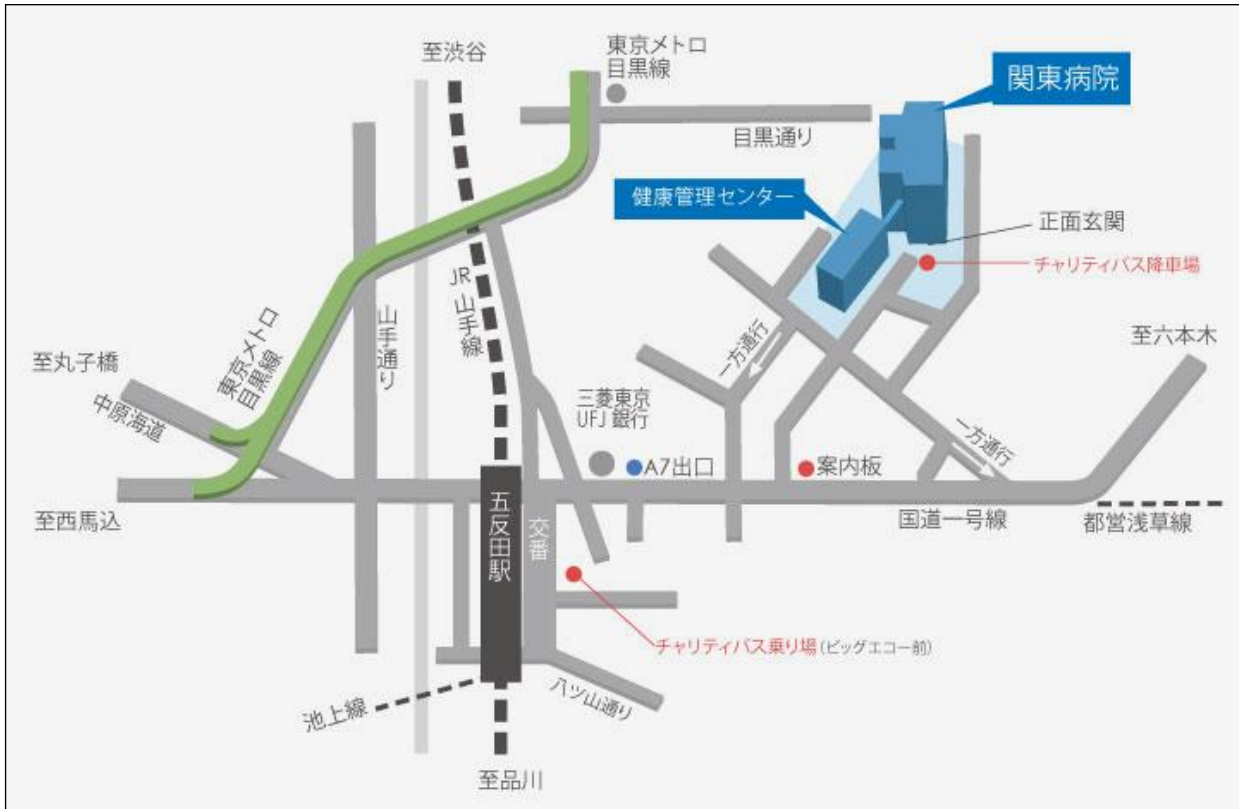 至渋谷
東京メトロ
目黒線
関東病院
目黒通り
健康管理センター
正面玄関
チャリティバス降車場
JR 山手線
山手通り
一方通行
至六本木
至丸子橋
東京メトロ
目黒線
中原海道
三菱東京
UFJ 銀行
A7出口
案内板
一方通行
至西馬込
五反田駅
交番
国道一号線
都営浅草線
チャリティバス乗り場(ビッグエコー前)
八ツ山通り
池上線
至品川